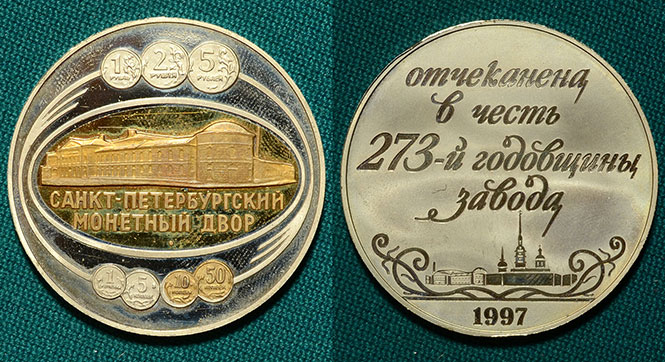 1 2 5
РУБЛЬ РУБЛЯ РУБЛЕЙ
САНКТ-ПЕТЕРБУРГСКИЙ
МОНЕТНЫЙ ДВОР
1 5 10 50
отчеканена
в честь
273-й годовщины
завода
1997